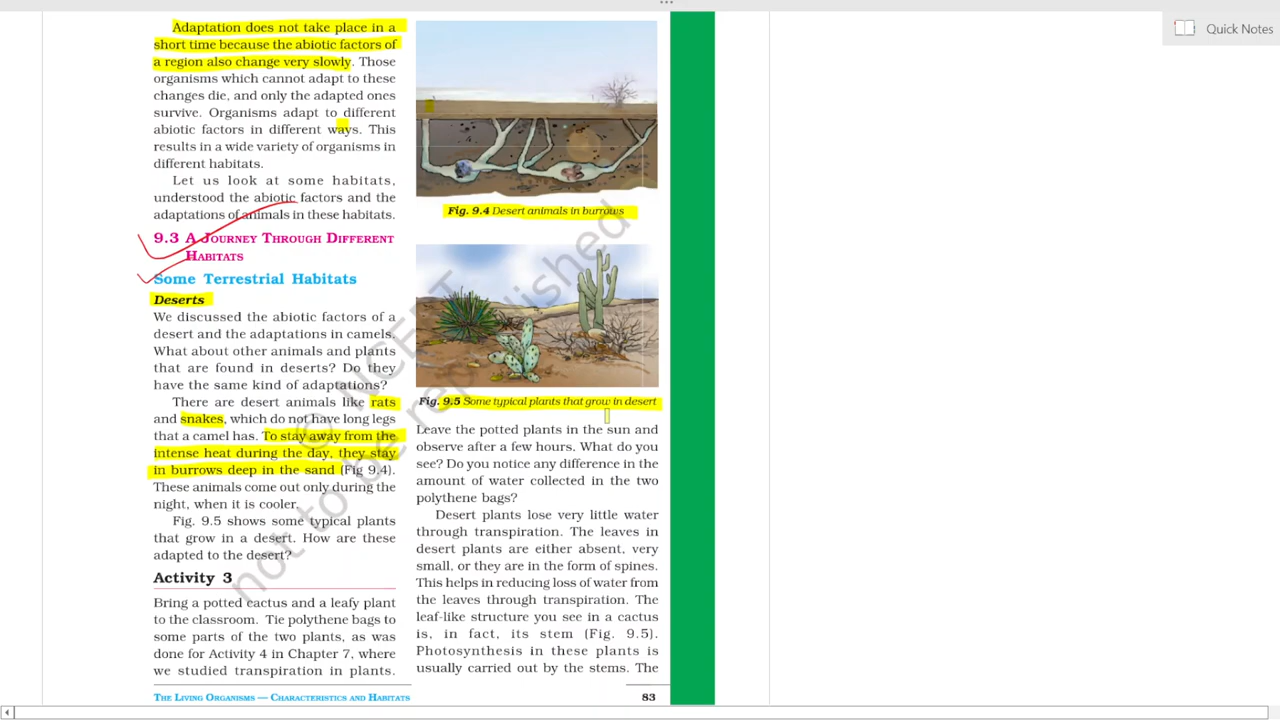 Quick Notes
Adaptation does not take place in a
short time because the abiotic factors of
a region also change very slowly. Those
organisms which cannot adapt to these
changes die, and only the adapted ones
survive. Organisms adapt to different
abiotic factors in different ways. This
results in a wide variety of organisms in
different habitats.
Let us look at some habitats,
understood the abiotic factors and the
adaptations of animals in these habitats.
9.3 A JOURNEY THROUGH DIFFERENT
HABITATS
Some Terrestrial Habitats
Deserts
We discussed the abiotic factors of a
desert and the adaptations in camels.
What about other animals and plants
that are found in deserts? Do they
have the same kind of adaptations?
There are desert animals like rats
and snakes, which do not have long legs
that a camel has. To stay away from the
intense heat during the day, they stay
in burrows deep in the sand (Fig 9.4).
These animals come out only during the
night, when it is cooler.
Fig. 9.5 shows some typical plants
that grow in a desert. How are these
adapted to the desert?
Activity 3
Bring a potted cactus and a leafy plant
to the classroom. Tie polythene bags to
some parts of the two plants, as was
done for Activity 4 in Chapter 7, where
we studied transpiration in plants.
Fig. 9.4 Desert animals in burrows
Fig. 9.5 Some typical plants that grow in desert
Leave the potted plants in the sun and
observe after a few hours. What do you
see? Do you notice any difference in the
amount of water collected in the two
polythene bags?
Desert plants lose very little water
through transpiration. The leaves in
desert plants are either absent, very
small, or they are in the form of spines.
This helps in reducing loss of water from
the leaves through transpiration. The
leaf-like structure you see in a cactus
is, in fact, its stem (Fig. 9.5).
Photosynthesis in these plants is
usually carried out by the stems. The
THE LIVING ORGANISMS — CHARACTERISTICS AND HABITATS
83
© NCERT
not to be republished